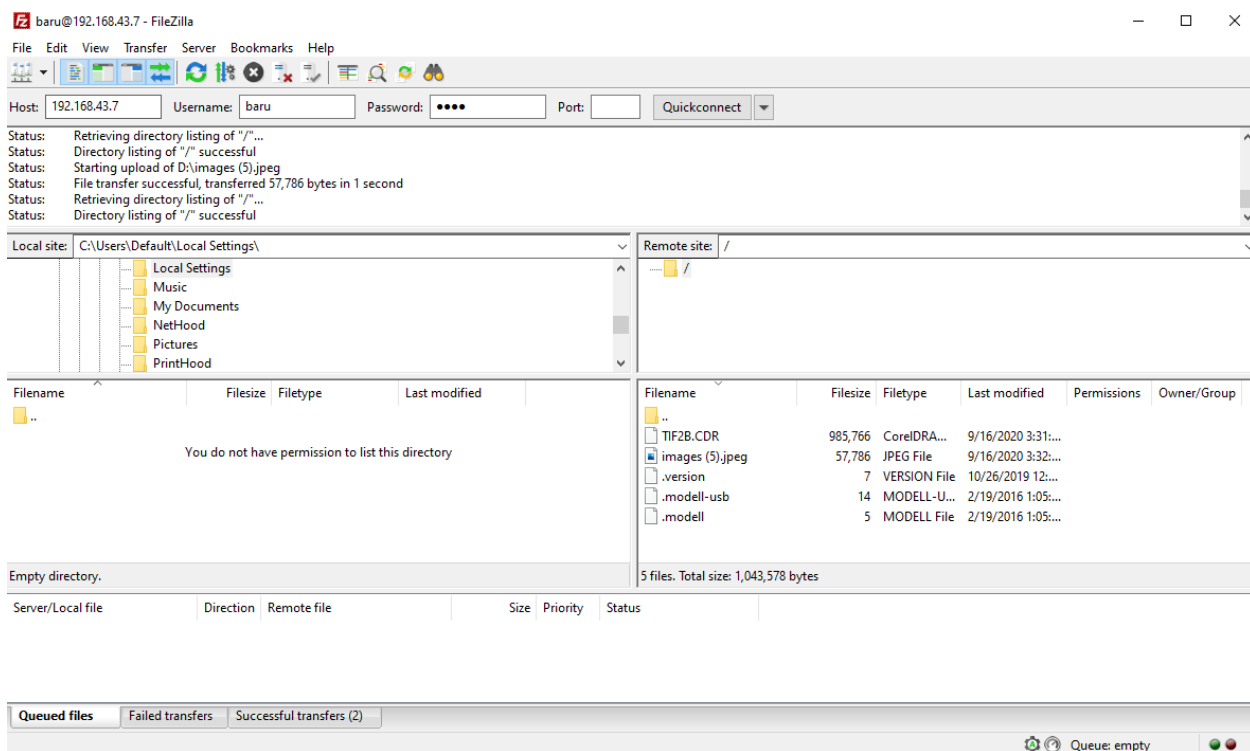 baru@192.168.43.7 - FileZilla
File Edit View Transfer Server Bookmarks Help
Host: 192.168.43.7 Username: baru Password: •••• Port: Quickconnect
Status: Retrieving directory listing of "/"...
Status: Directory listing of "/" successful
Status: Starting upload of D:\images (5).jpeg
Status: File transfer successful, transferred 57,786 bytes in 1 second
Status: Retrieving directory listing of "/"...
Status: Directory listing of "/" successful
Local site: C:\Users\Default\Local Settings\
Local Settings
Music
My Documents
NetHood
Pictures
PrintHood
Filename Filesize Filetype Last modified
..
You do not have permission to list this directory
Empty directory.
Remote site: /
/
Filename Filesize Filetype Last modified Permissions Owner/Group
..
TIF2B.CDR 985,766 CorelDRA... 9/16/2020 3:31:...
images (5).jpeg 57,786 JPEG File 9/16/2020 3:32:...
.version 7 VERSION File 10/26/2019 12:...
.modell-usb 14 MODELL-U... 2/19/2016 1:05:...
.modell 5 MODELL File 2/19/2016 1:05:...
5 files. Total size: 1,043,578 bytes
Server/Local file Direction Remote file Size Priority Status
Queued files Failed transfers Successful transfers (2)
Queue: empty